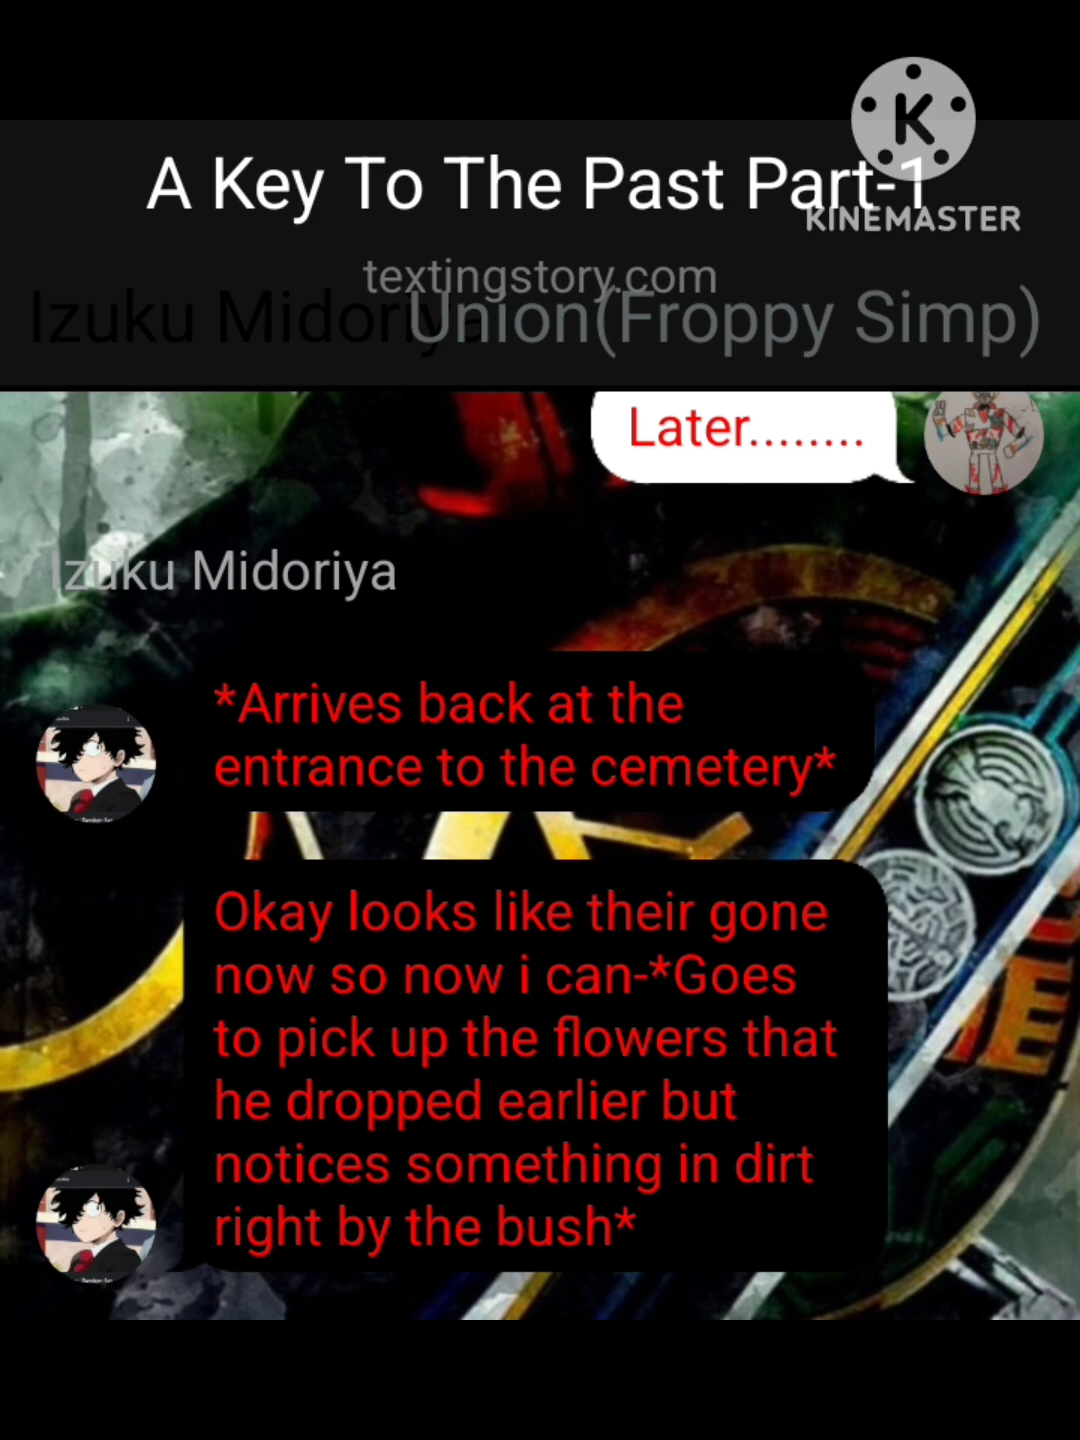 A Key To The Past Part-1
KINEMASTER
textingstory.com
Izuku Midoriya
Union(Froppy Simp)
Later........
Izuku Midoriya
*Arrives back at the
entrance to the cemetery*
Okay looks like their gone
now so now i can-*Goes
to pick up the flowers that
he dropped earlier but
notices something in dirt
right by the bush*